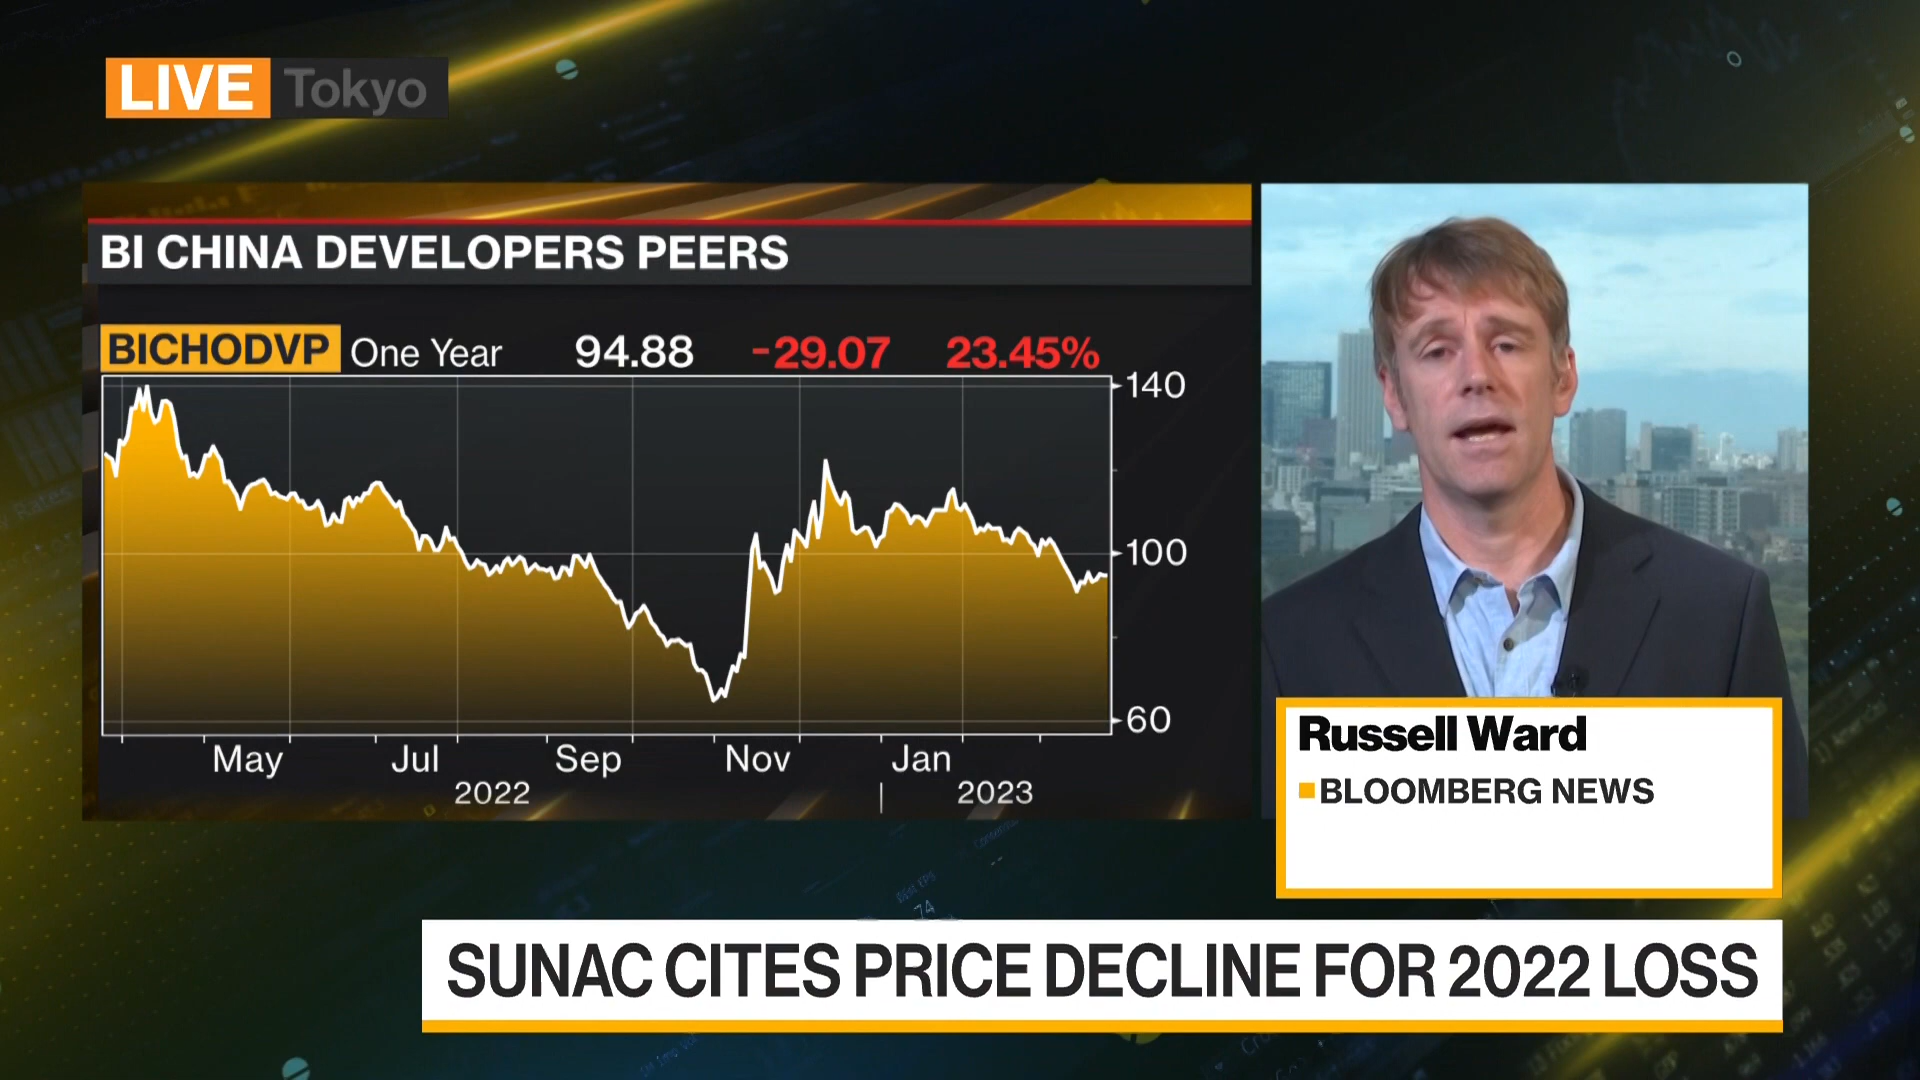 LIVE Tokyo
BI CHINA DEVELOPERS PEERS
BICHODVP One Year 94.88 -29.07 23.45%
140
100
60
May Jul Sep Nov Jan
2022 2023
Russell Ward
BLOOMBERG NEWS
SUNAC CITES PRICE DECLINE FOR 2022 LOSS